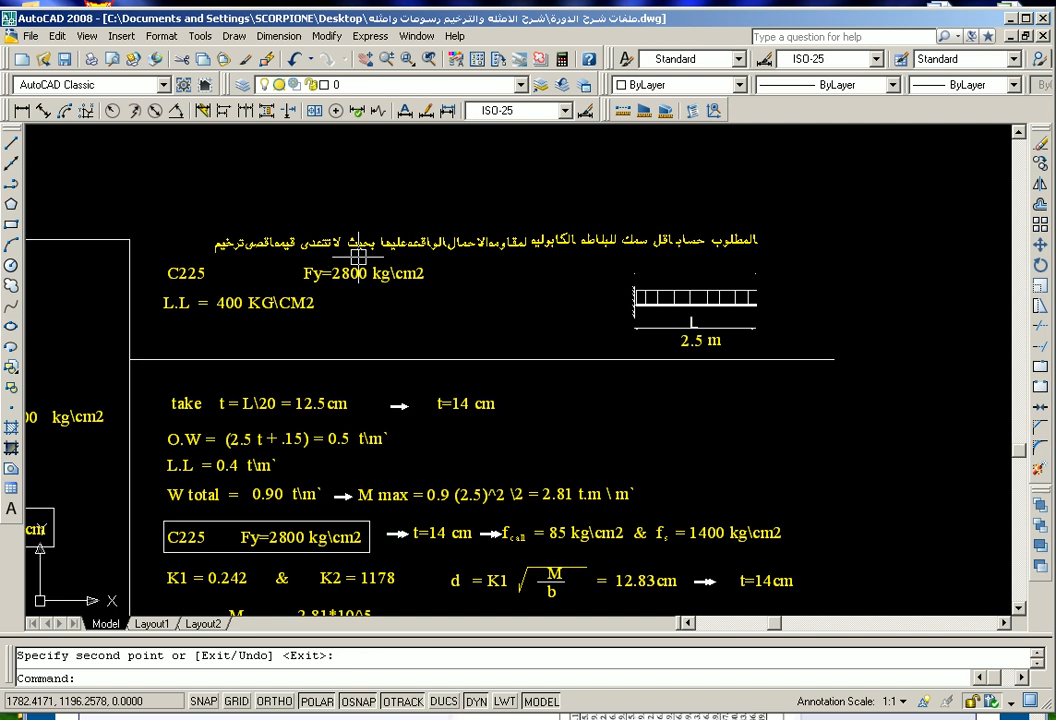 AutoCAD 2008 - [C:\Documents and Settings\SCORPIONE\Desktop\ملفات شرح الدورة\شرح الامثله والترخيم رسومات وامثله.dwg]
File Edit View Insert Format Tools Draw Dimension Modify Express Window Help
Type a question for help
Standard ISO-25 Standard
AutoCAD Classic 0 ByLayer ByLayer ByLayer
ISO-25
المطلوب حساب اقل سمك للبلاطه الكابوليه لمقاومه الاحمال الواقعه عليها بحيث لا تتعدى قيمه اقصى ترخيم
C225 Fy=2800 kg\cm2
L.L = 400 KG\CM2
L
2.5 m
take t = L\20 = 12.5cm t=14 cm
00 kg\cm2
O.W = (2.5 t + .15) = 0.5 t\m`
L.L = 0.4 t\m`
W total = 0.90 t\m` M max = 0.9 (2.5)^2 \2 = 2.81 t.m \ m`
cm
C225 Fy=2800 kg\cm2 t=14 cm f c all = 85 kg\cm2 & f s = 1400 kg\cm2
K1 = 0.242 & K2 = 1178 d = K1 √ M = 12.83cm t=14cm
b
X
M 2.81*10^5
Model Layout1 Layout2
Specify second point or [Exit/Undo] <Exit>:
Command:
1782.4171, 1196.2578, 0.0000 SNAP GRID ORTHO POLAR OSNAP OTRACK DUCS DYN LWT MODEL Annotation Scale: 1:1